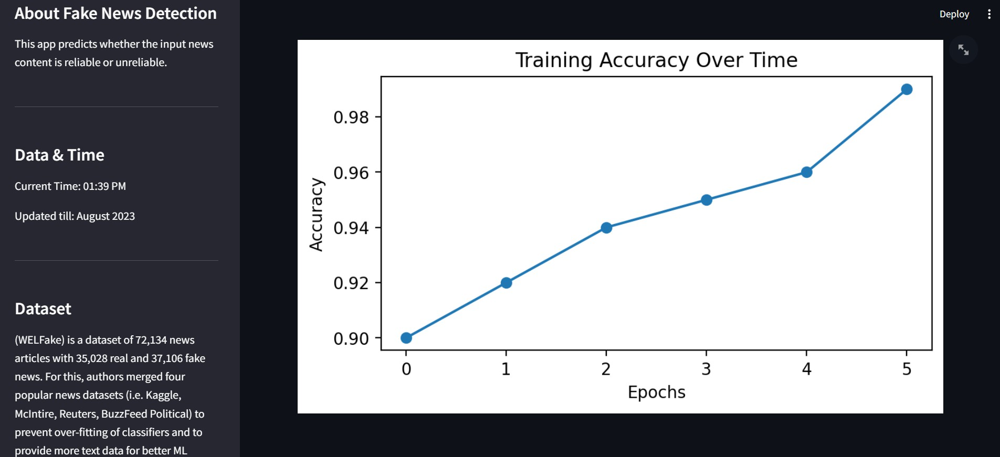 About Fake News Detection
This app predicts whether the input news
content is reliable or unreliable.
Data & Time
Current Time: 01:39 PM
Updated till: August 2023
Dataset
(WELFake) is a dataset of 72,134 news
articles with 35,028 real and 37,106 fake
news. For this, authors merged four
popular news datasets (i.e. Kaggle,
McIntire, Reuters, BuzzFeed Political) to
prevent over-fitting of classifiers and to
provide more text data for better ML
Deploy
Training Accuracy Over Time
Accuracy
0.98
0.96
0.94
0.92
0.90
0 1 2 3 4 5
Epochs